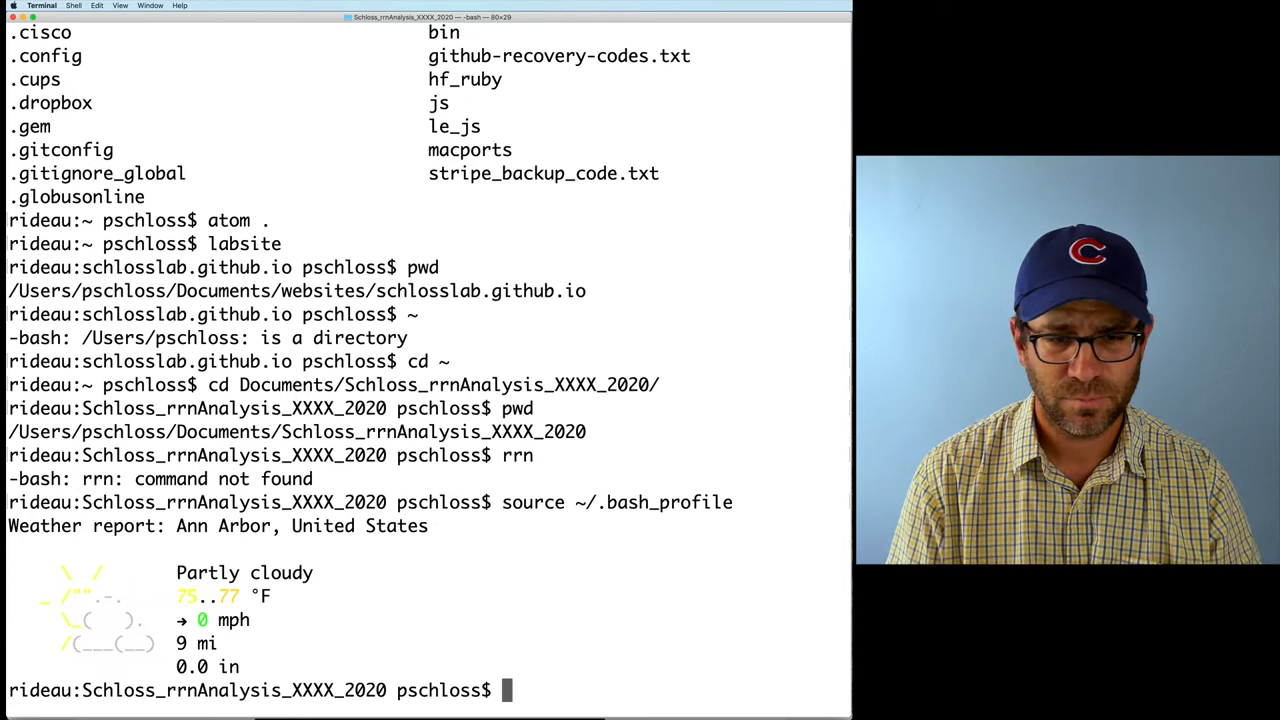 Terminal Shell Edit View Window Help
Schloss_rrnAnalysis_XXXX_2020 — -bash — 80×29
.cisco bin
.config github-recovery-codes.txt
.cups hf_ruby
.dropbox js
.gem le_js
.gitconfig macports
.gitignore_global stripe_backup_code.txt
.globusonline
rideau:~ pschloss$ atom .
rideau:~ pschloss$ labsite
rideau:schlosslab.github.io pschloss$ pwd
/Users/pschloss/Documents/websites/schlosslab.github.io
rideau:schlosslab.github.io pschloss$ ~
-bash: /Users/pschloss: is a directory
rideau:schlosslab.github.io pschloss$ cd ~
rideau:~ pschloss$ cd Documents/Schloss_rrnAnalysis_XXXX_2020/
rideau:Schloss_rrnAnalysis_XXXX_2020 pschloss$ pwd
/Users/pschloss/Documents/Schloss_rrnAnalysis_XXXX_2020
rideau:Schloss_rrnAnalysis_XXXX_2020 pschloss$ rrn
-bash: rrn: command not found
rideau:Schloss_rrnAnalysis_XXXX_2020 pschloss$ source ~/.bash_profile
Weather report: Ann Arbor, United States
\  / Partly cloudy
_ /"".-. 75..77 °F
\_(   ). → 0 mph
/(___(__) 9 mi
0.0 in
rideau:Schloss_rrnAnalysis_XXXX_2020 pschloss$
C